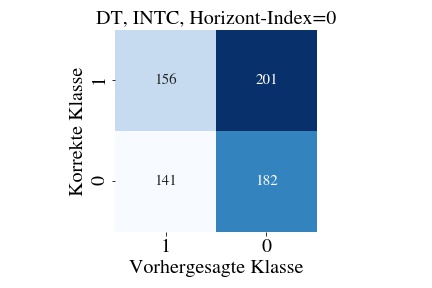 DT, INTC, Horizont-Index=0
Korrekte Klasse
1
156
201
0
141
182
1
0
Vorhergesagte Klasse